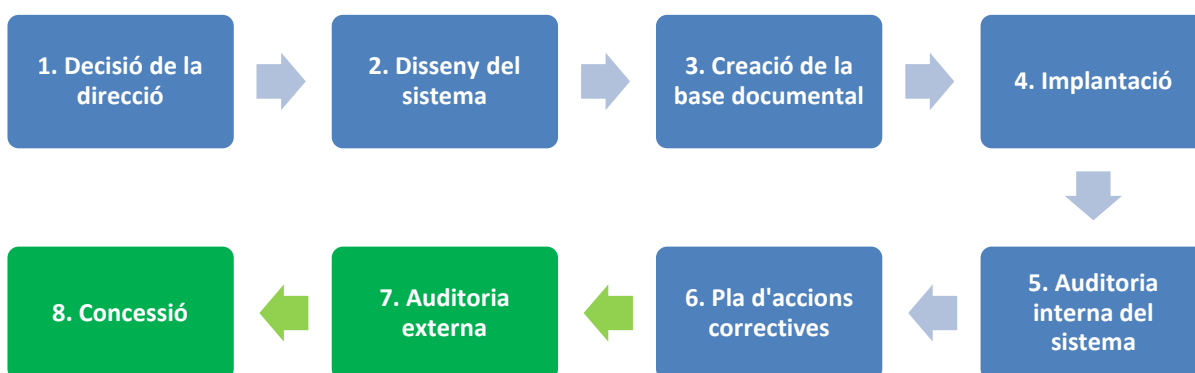 1. Decisió de la
direcció
2. Disseny del
sistema
3. Creació de la
base documental
4. Implantació
5. Auditoria
interna del
sistema
6. Pla d'accions
correctives
7. Auditoria
externa
8. Concessió